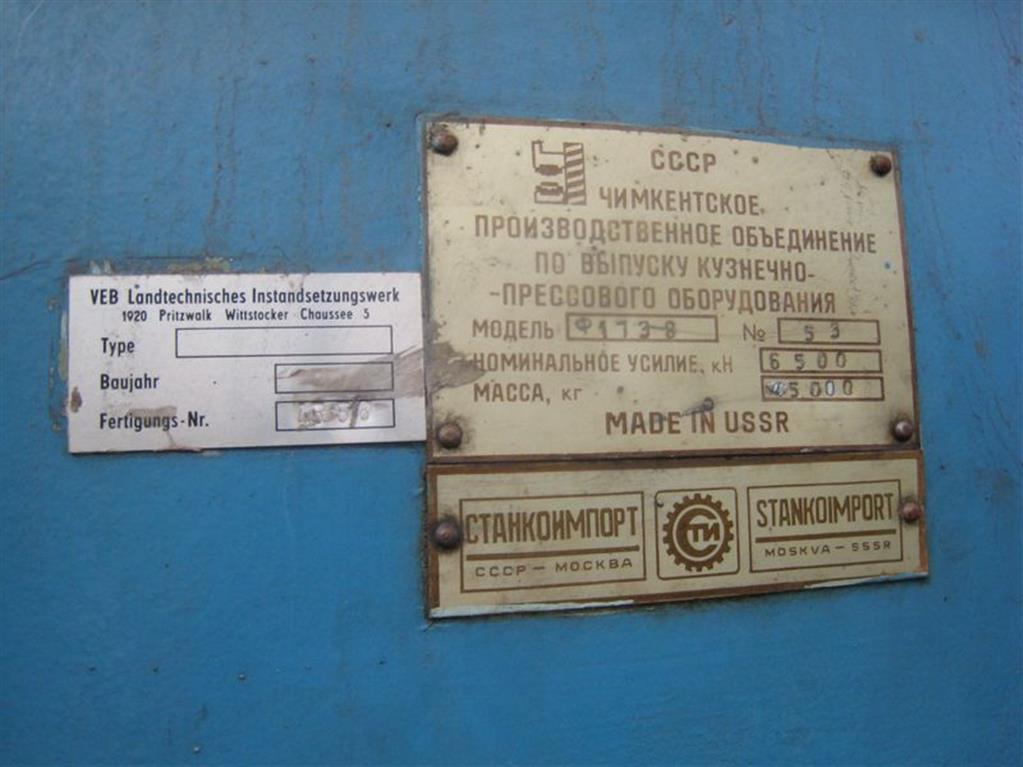 VEB Landtechnisches Instandsetzungswerk
1920 Pritzwalk Wittstocker Chaussee 5
Type
Baujahr
Fertigungs-Nr.
СССР
ЧИМКЕНТСКОЕ
ПРОИЗВОДСТВЕННОЕ ОБЪЕДИНЕНИЕ
ПО ВЫПУСКУ КУЗНЕЧНО-
-ПРЕССОВОГО ОБОРУДОВАНИЯ
МОДЕЛЬ Ф1738 № 53
НОМИНАЛЬНОЕ УСИЛИЕ, кН 6500
МАССА, кг 45000
MADE IN USSR
СТАНКОИМПОРТ
СССР – МОСКВА
СТИ
STANKOIMPORT
MOSKVA – SSSR